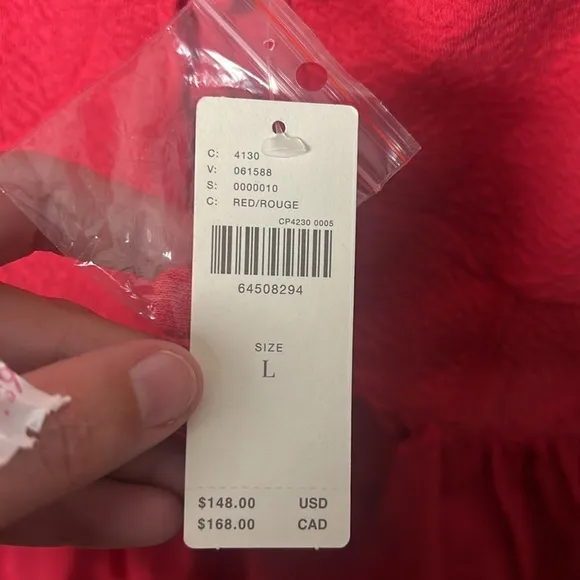 C: 4130
V: 061588
S: 0000010
C: RED/ROUGE
CP4230 0005
64508294
SIZE
L
$148.00 USD
$168.00 CAD